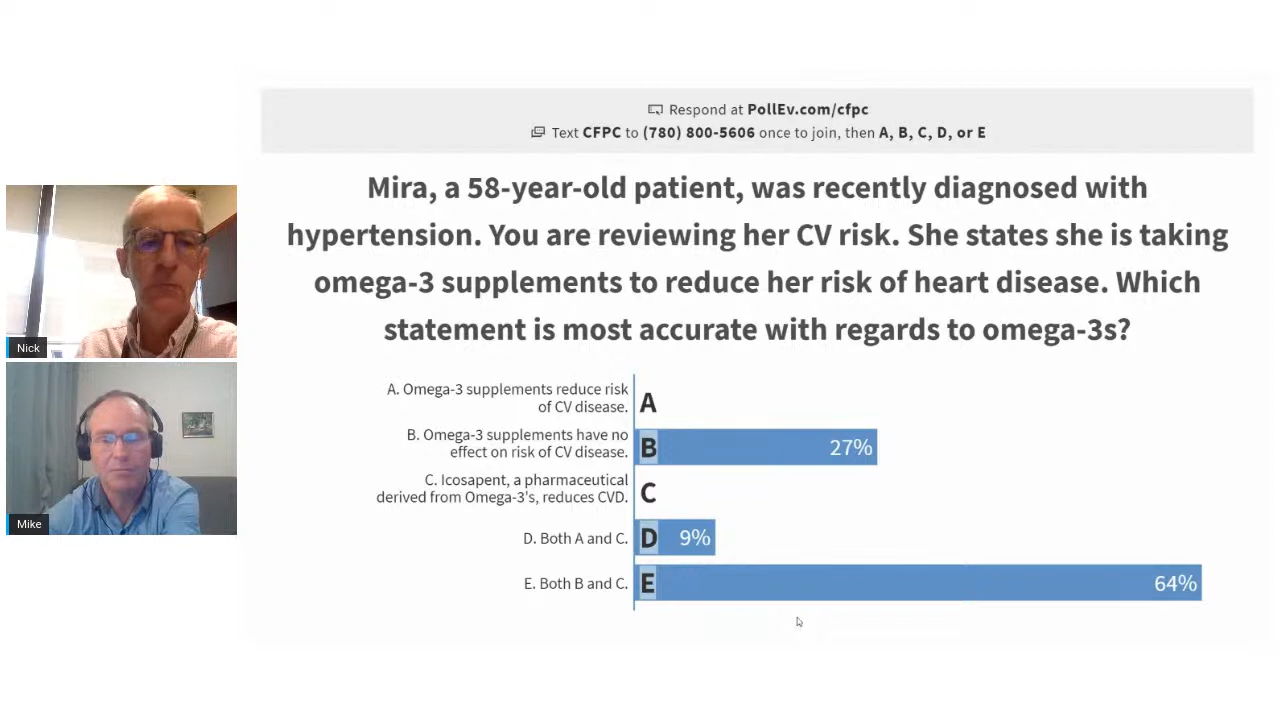 Respond at PollEv.com/cfpc
Text CFPC to (780) 800-5606 once to join, then A, B, C, D, or E
Mira, a 58-year-old patient, was recently diagnosed with
hypertension. You are reviewing her CV risk. She states she is taking
omega-3 supplements to reduce her risk of heart disease. Which
statement is most accurate with regards to omega-3s?
A. Omega-3 supplements reduce risk
of CV disease.
A
B. Omega-3 supplements have no
effect on risk of CV disease.
B
27%
C. Icosapent, a pharmaceutical
derived from Omega-3's, reduces CVD.
C
D. Both A and C.
D
9%
E. Both B and C.
E
64%
Nick
Mike